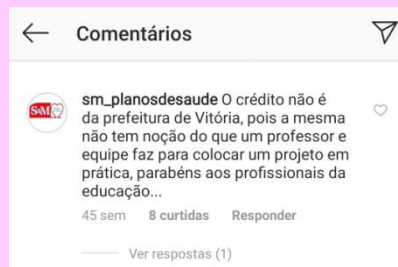 Comentários
S&M
sm_planosdesaude O crédito não é
da prefeitura de Vitória, pois a mesma
não tem noção do que um professor e
equipe faz para colocar um projeto em
prática, parabéns aos profissionais da
educação...
45 sem 8 curtidas Responder
Ver respostas (1)